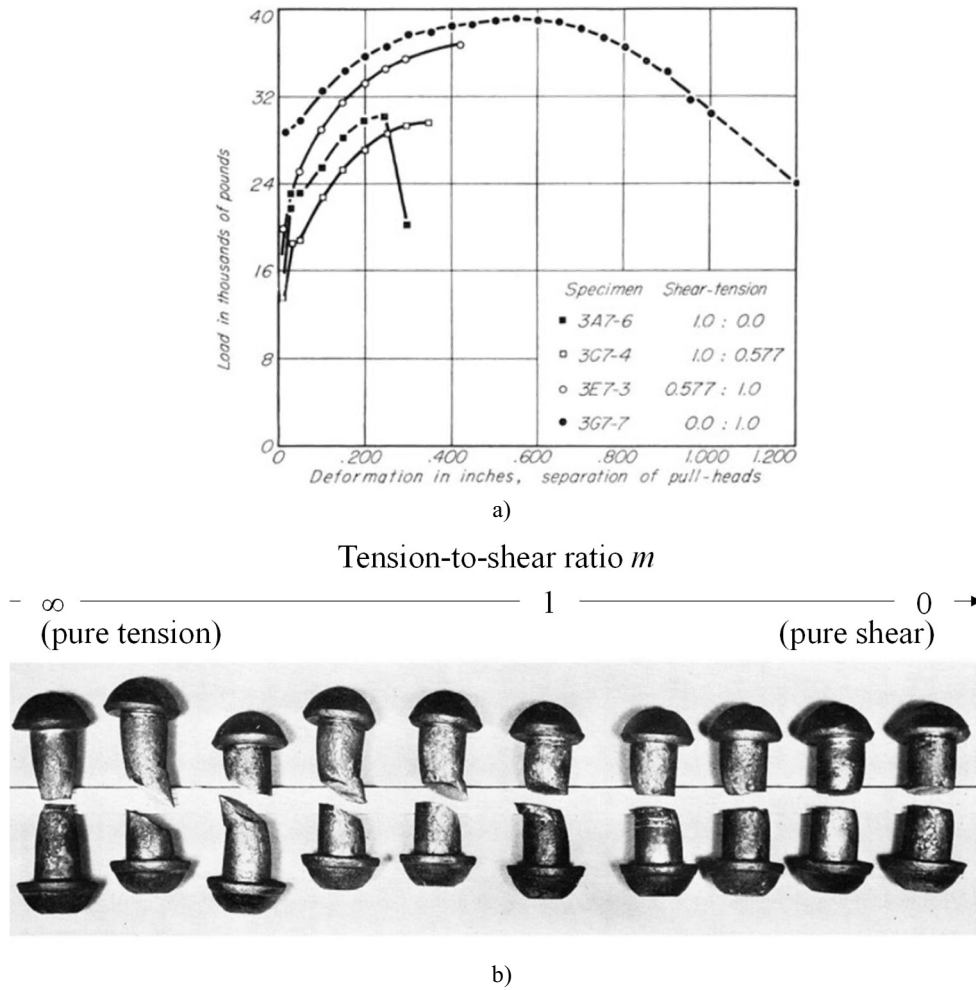 40
32
24
16
8
0
Load in thousands of pounds
Specimen Shear-tension
■ 3A7-6 1.0 : 0.0
□ 3G7-4 1.0 : 0.577
○ 3E7-3 0.577 : 1.0
● 3G7-7 0.0 : 1.0
0 .200 .400 .600 .800 1.000 1.200
Deformation in inches, separation of pull-heads
a)
Tension-to-shear ratio m
∞ 1 0
(pure tension) (pure shear)
b)